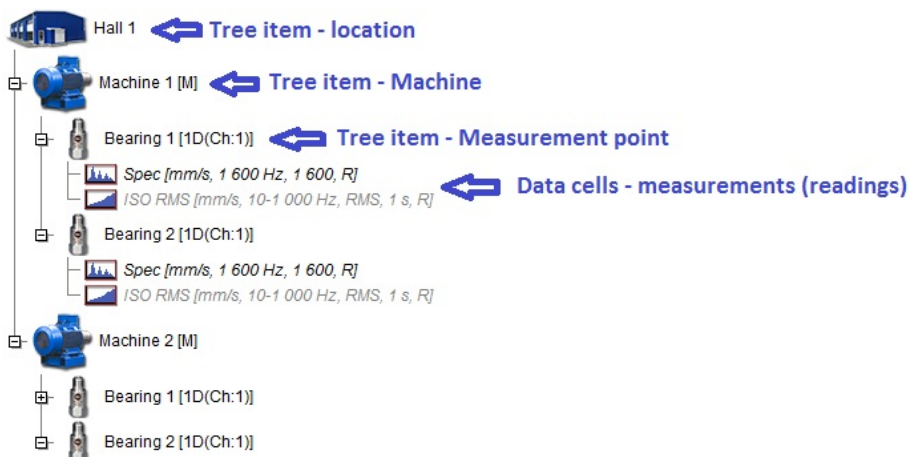 Hall 1 Tree item - location
Machine 1 [M] Tree item - Machine
Bearing 1 [1D(Ch:1)] Tree item - Measurement point
Spec [mm/s, 1 600 Hz, 1 600, R]
Data cells - measurements (readings)
ISO RMS [mm/s, 10-1 000 Hz, RMS, 1 s, R]
Bearing 2 [1D(Ch:1)]
Spec [mm/s, 1 600 Hz, 1 600, R]
ISO RMS [mm/s, 10-1 000 Hz, RMS, 1 s, R]
Machine 2 [M]
Bearing 1 [1D(Ch:1)]
Bearing 2 [1D(Ch:1)]